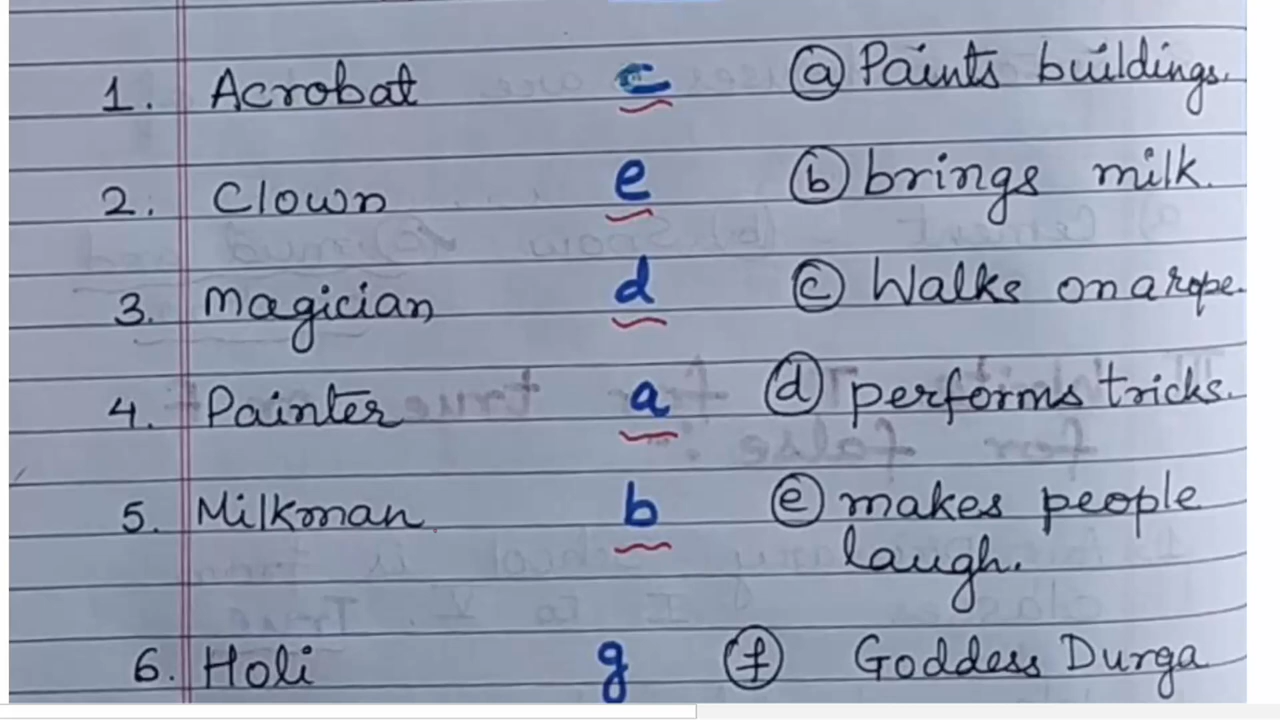 1. Acrobat c ⓐ Paints buildings.
2. Clown e ⓑ brings milk.
3. Magician d ⓒ Walks on a rope.
4. Painter a ⓓ performs tricks.
5. Milkman b ⓔ makes people
laugh.
6. Holi g ⓕ Goddess Durga